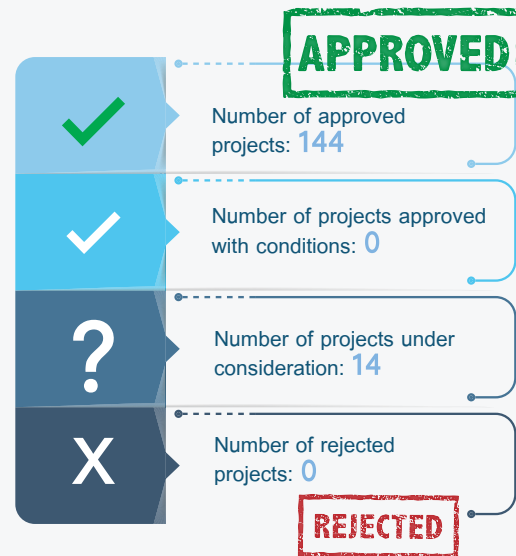 APPROVED
Number of approved
projects: 144
Number of projects approved
with conditions: 0
?
Number of projects under
consideration: 14
X
Number of rejected
projects: 0
REJECTED